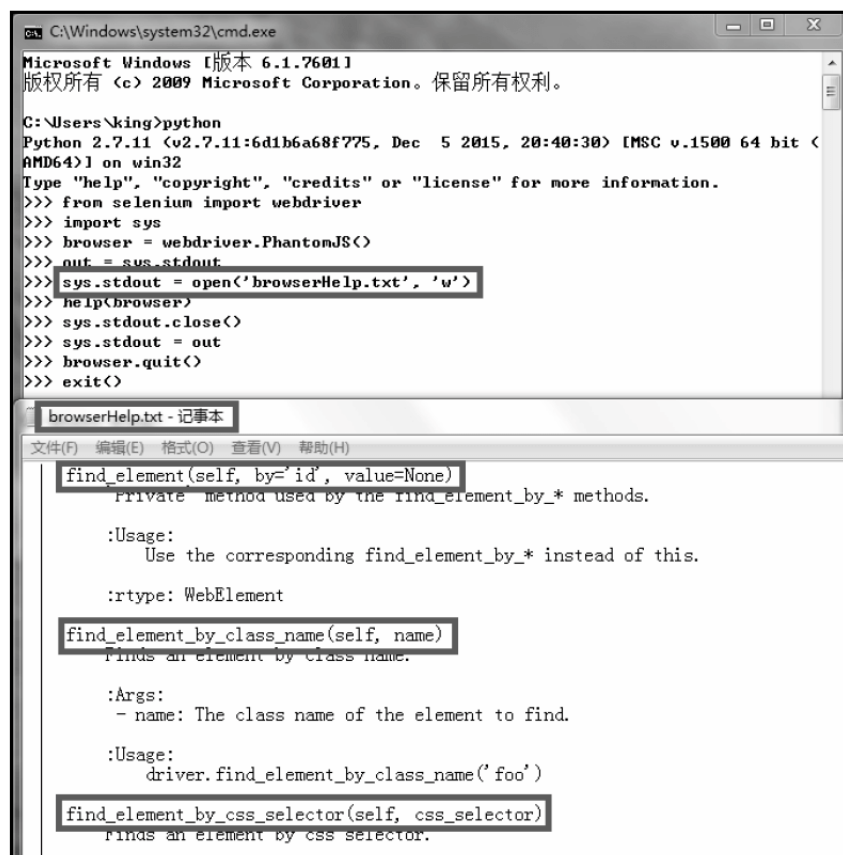 C:\Windows\system32\cmd.exe
Microsoft Windows [版本 6.1.7601]
版权所有 (c) 2009 Microsoft Corporation。保留所有权利。
C:\Users\king>python
Python 2.7.11 (v2.7.11:6d1b6a68f775, Dec  5 2015, 20:40:30) [MSC v.1500 64 bit (
AMD64)] on win32
Type "help", "copyright", "credits" or "license" for more information.
>>> from selenium import webdriver
>>> import sys
>>> browser = webdriver.PhantomJS()
>>> out = sys.stdout
>>> sys.stdout = open('browserHelp.txt', 'w')
>>> help(browser)
>>> sys.stdout.close()
>>> sys.stdout = out
>>> browser.quit()
>>> exit()
browserHelp.txt - 记事本
文件(F) 编辑(E) 格式(O) 查看(V) 帮助(H)
find_element(self, by='id', value=None)
'Private' method used by the find_element_by_* methods.
:Usage:
Use the corresponding find_element_by_* instead of this.
:rtype: WebElement
find_element_by_class_name(self, name)
Finds an element by class name.
:Args:
- name: The class name of the element to find.
:Usage:
driver.find_element_by_class_name('foo')
find_element_by_css_selector(self, css_selector)
Finds an element by css selector.